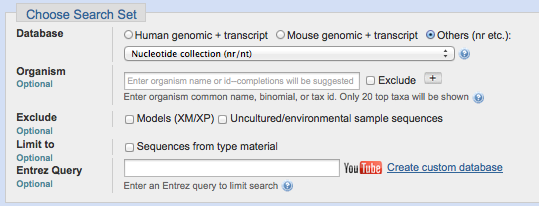 Choose Search Set
Database Human genomic + transcript Mouse genomic + transcript Others (nr etc.):
Nucleotide collection (nr/nt)
Organism
Optional
Enter organism name or id--completions will be suggested Exclude +
Enter organism common name, binomial, or tax id. Only 20 top taxa will be shown ?
Exclude Models (XM/XP) Uncultured/environmental sample sequences
Optional
Limit to Sequences from type material
Optional
Entrez Query YouTube Create custom database
Optional Enter an Entrez query to limit search ?